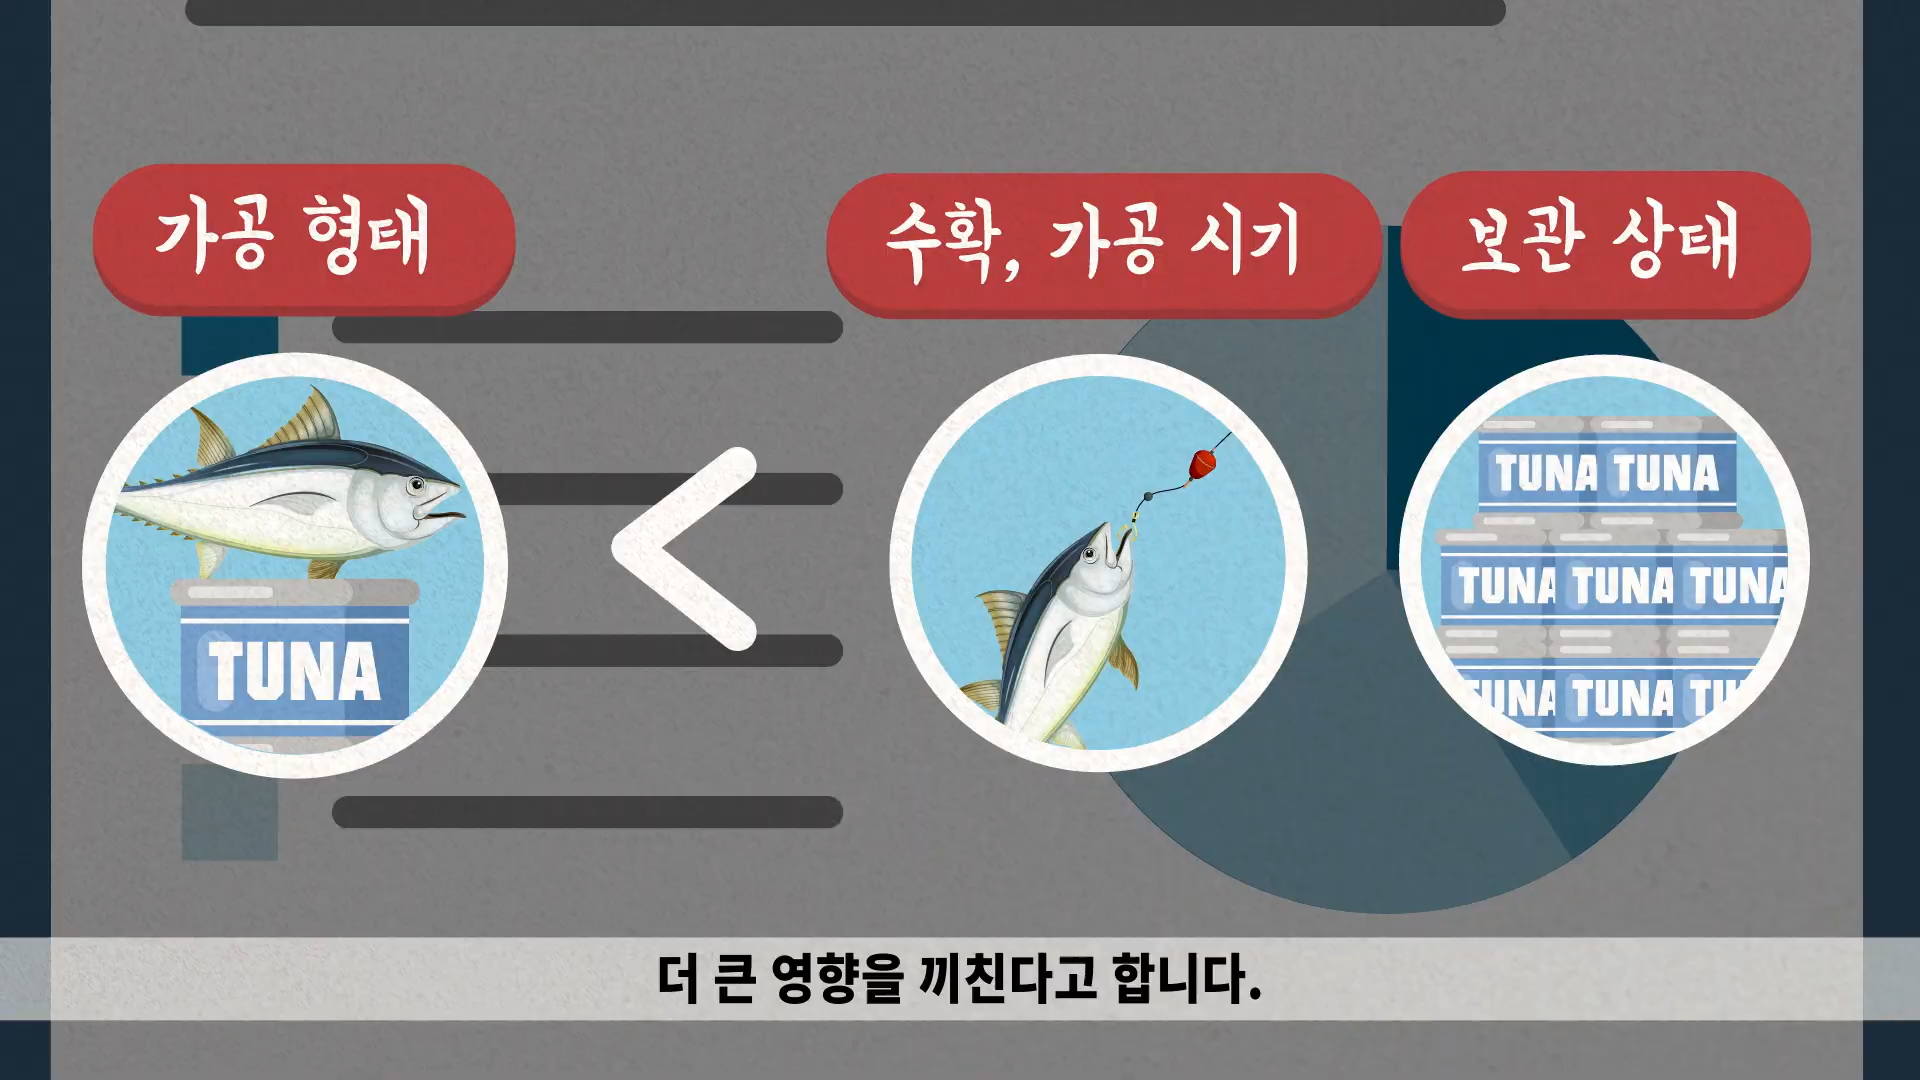 가공 형태
수확, 가공 시기
보관 상태
TUNA
TUNA TUNA
TUNA TUNA TUNA
TUNA TUNA
더 큰 영향을 끼친다고 합니다.